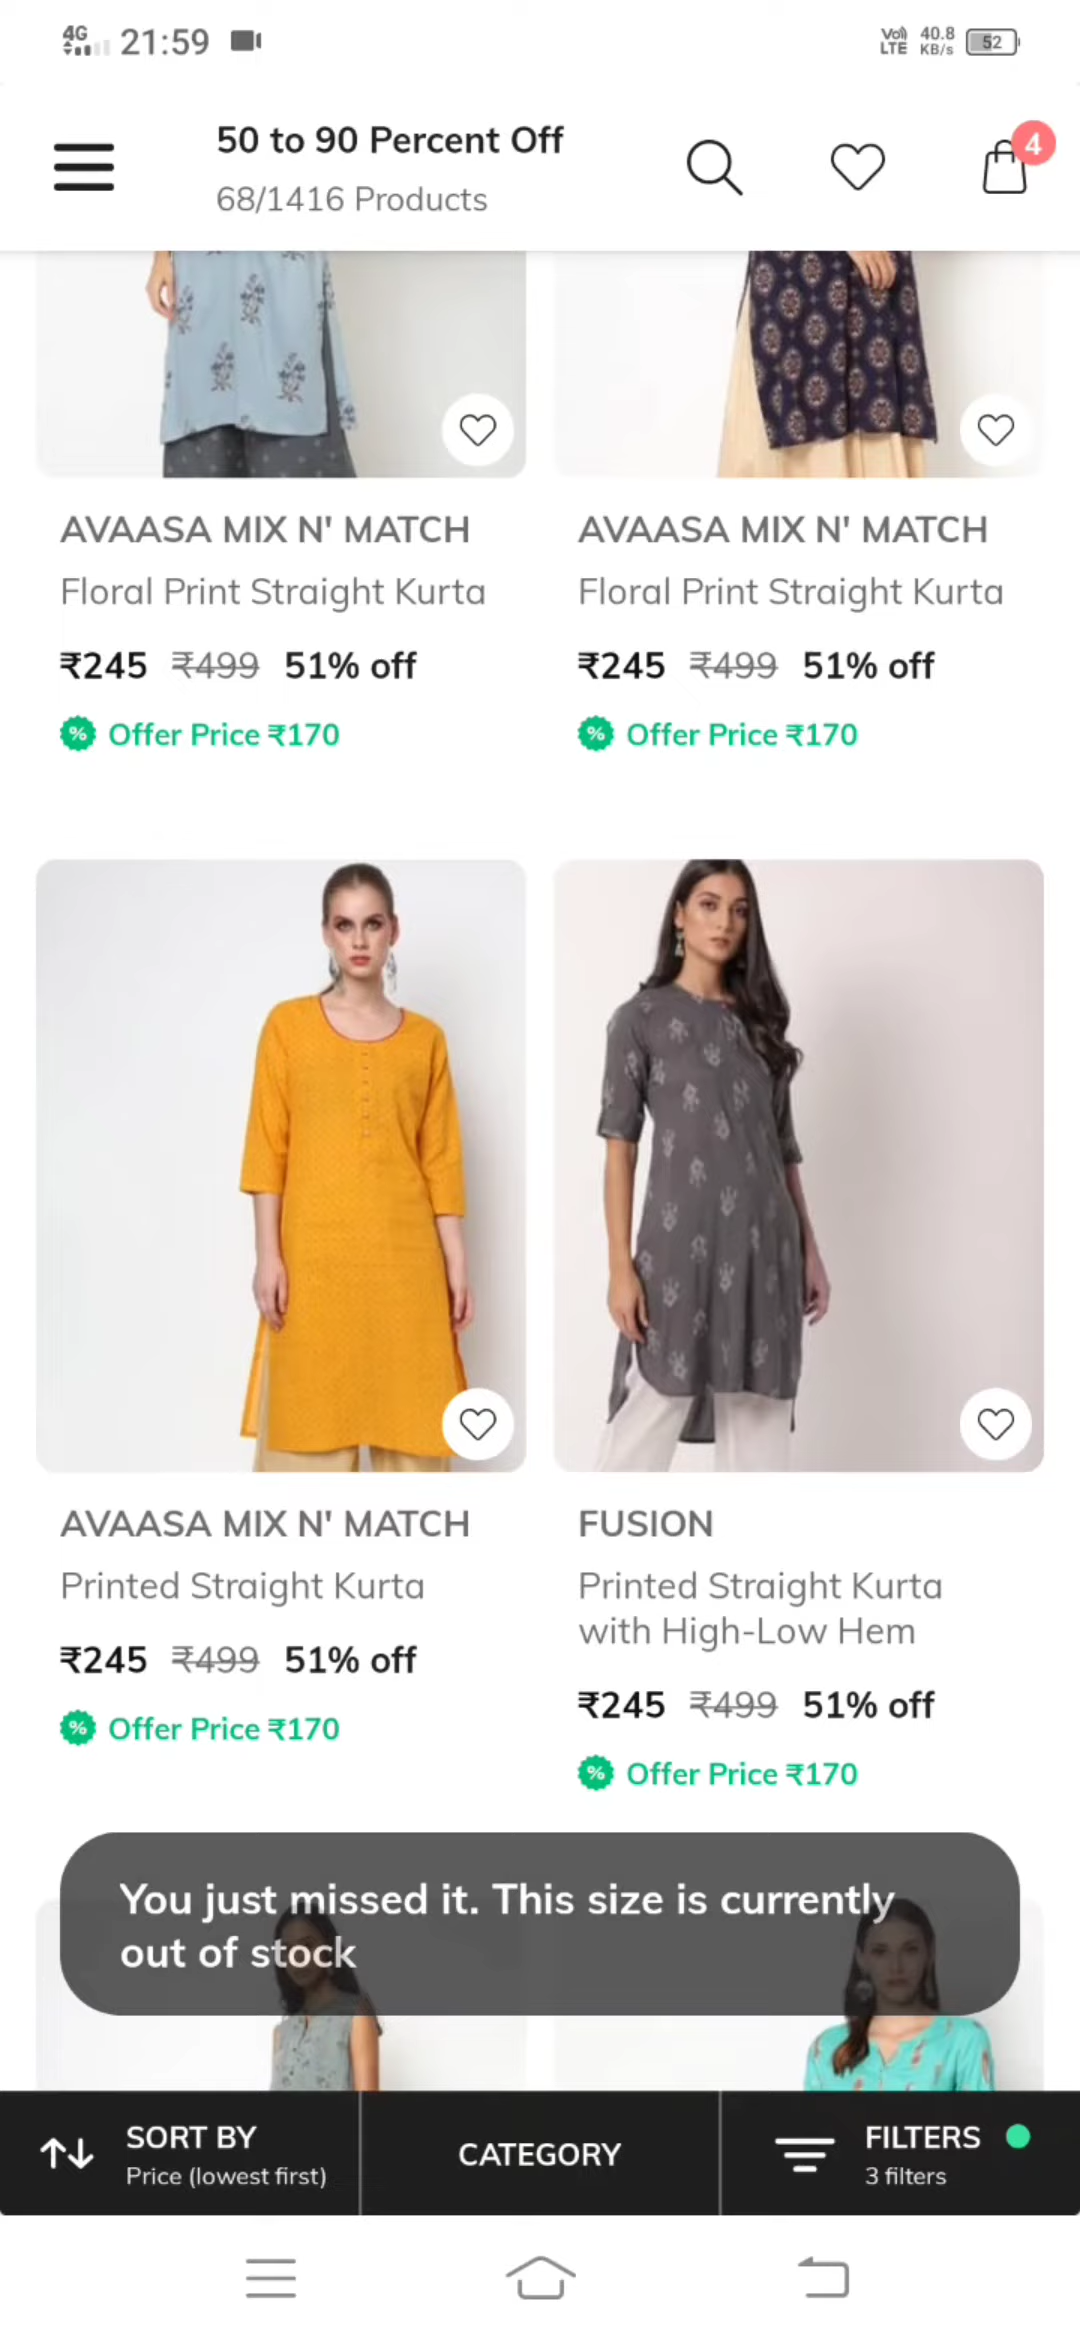 4G 21:59 Vo) LTE 40.8 KB/s 52
50 to 90 Percent Off
68/1416 Products
4
AVAASA MIX N' MATCH
Floral Print Straight Kurta
₹245 ₹499 51% off
% Offer Price ₹170
AVAASA MIX N' MATCH
Floral Print Straight Kurta
₹245 ₹499 51% off
% Offer Price ₹170
AVAASA MIX N' MATCH
Printed Straight Kurta
₹245 ₹499 51% off
% Offer Price ₹170
FUSION
Printed Straight Kurta
with High-Low Hem
₹245 ₹499 51% off
% Offer Price ₹170
You just missed it. This size is currently
out of stock
SORT BY
Price (lowest first)
CATEGORY
FILTERS
3 filters